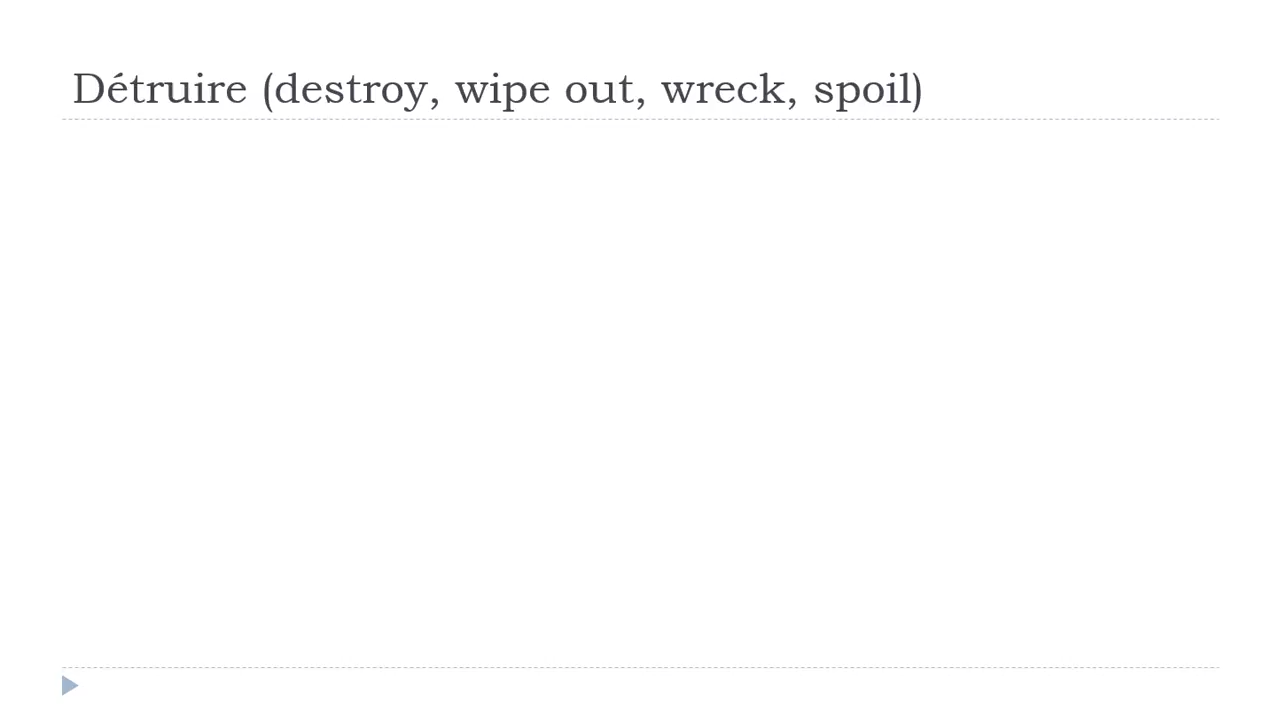 Détruire (destroy, wipe out, wreck, spoil)